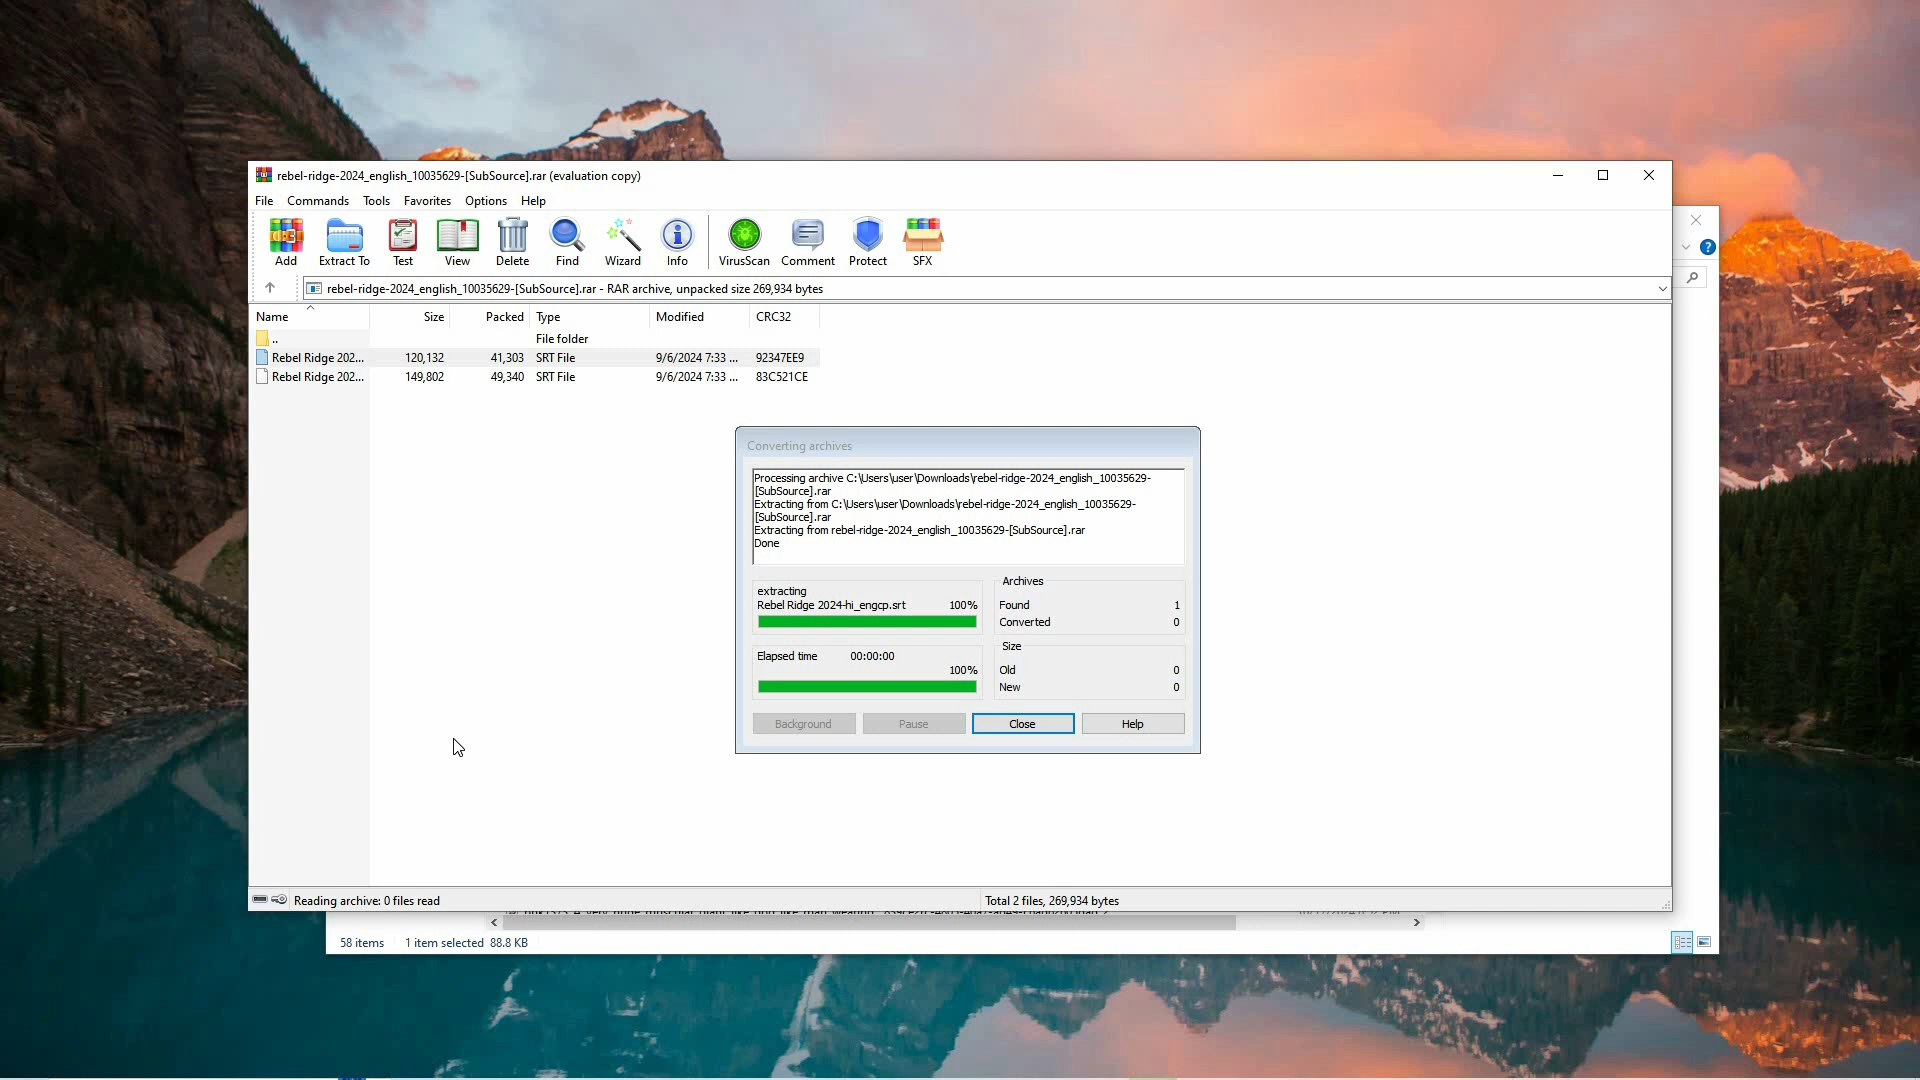 rebel-ridge-2024_english_10035629-[SubSource].rar (evaluation copy)
File Commands Tools Favorites Options Help
Add Extract To Test View Delete Find Wizard Info VirusScan Comment Protect SFX
rebel-ridge-2024_english_10035629-[SubSource].rar - RAR archive, unpacked size 269,934 bytes
Name Size Packed Type Modified CRC32
.. File folder
Rebel Ridge 202... 120,132 41,303 SRT File 9/6/2024 7:33 ... 92347EE9
Rebel Ridge 202... 149,802 49,340 SRT File 9/6/2024 7:33 ... 83C521CE
Converting archives
Processing archive C:\Users\user\Downloads\rebel-ridge-2024_english_10035629-
[SubSource].rar
Extracting from C:\Users\user\Downloads\rebel-ridge-2024_english_10035629-
[SubSource].rar
Extracting from rebel-ridge-2024_english_10035629-[SubSource].rar
Done
extracting
Rebel Ridge 2024-hi_engcp.srt 100%
Elapsed time 00:00:00
100%
Archives
Found 1
Converted 0
Size
Old 0
New 0
Background Pause Close Help
Reading archive: 0 files read
Total 2 files, 269,934 bytes
58 items 1 item selected 88.8 KB